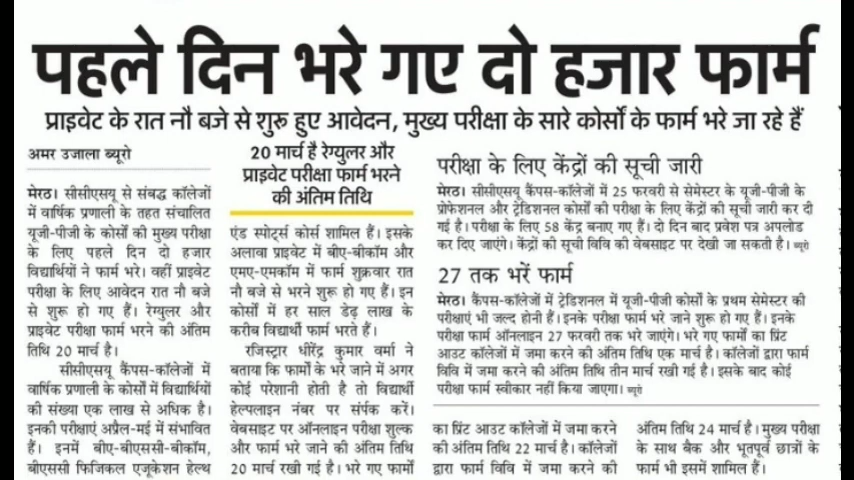 पहले दिन भरे गए दो हजार फार्म
प्राइवेट के रात नौ बजे से शुरू हुए आवेदन, मुख्य परीक्षा के सारे कोर्सों के फार्म भरे जा रहे हैं
अमर उजाला ब्यूरो
मेरठ। सीसीएसयू से संबद्ध कॉलेजों
में वार्षिक प्रणाली के तहत संचालित
यूजी-पीजी के कोर्सों की मुख्य परीक्षा
के लिए पहले दिन दो हजार
विद्यार्थियों ने फार्म भरे। वहीं प्राइवेट
परीक्षा के लिए आवेदन रात नौ बजे
से शुरू हो गए हैं। रेग्युलर और
प्राइवेट परीक्षा फार्म भरने की अंतिम
तिथि 20 मार्च है।
सीसीएसयू कैंपस-कॉलेजों में
वार्षिक प्रणाली के कोर्सों में विद्यार्थियों
की संख्या एक लाख से अधिक है।
इनकी परीक्षाएं अप्रैल-मई में संभावित
हैं। इनमें बीए-बीएससी-बीकॉम,
बीएससी फिजिकल एजूकेशन हेल्थ
20 मार्च है रेग्युलर और
प्राइवेट परीक्षा फार्म भरने
की अंतिम तिथि
एंड स्पोर्ट्स कोर्स शामिल हैं। इसके
अलावा प्राइवेट में बीए-बीकॉम और
एमए-एमकॉम में फार्म शुक्रवार रात
नौ बजे से भरने शुरू हो गए हैं। इन
कोर्सों में हर साल डेढ़ लाख के
करीब विद्यार्थी फार्म भरते हैं।
रजिस्ट्रार धीरेंद्र कुमार वर्मा ने
बताया कि फार्मों के भरे जाने में अगर
कोई परेशानी होती है तो विद्यार्थी
हेल्पलाइन नंबर पर संर्पक करें।
वेबसाइट पर ऑनलाइन परीक्षा शुल्क
और फार्म भरे जाने की अंतिम तिथि
20 मार्च रखी गई है। भरे गए फार्मों
का प्रिंट आउट कॉलेजों में जमा करने की
अंतिम तिथि 22 मार्च है। कॉलेजों
द्वारा फार्म विवि में जमा करने की
अंतिम तिथि 24 मार्च है। मुख्य परीक्षा
के साथ बैक और भूतपूर्व छात्रों के
फार्म भी इसमें शामिल हैं।
परीक्षा के लिए केंद्रों की सूची जारी
मेरठ। सीसीएसयू कैंपस-कॉलेजों में 25 फरवरी से सेमेस्टर के यूजी-पीजी के
प्रोफेशनल और ट्रेडिशनल कोर्सों की परीक्षा के लिए केंद्रों की सूची जारी कर दी
गई है। परीक्षा के लिए 58 केंद्र बनाए गए हैं। दो दिन बाद प्रवेश पत्र अपलोड
कर दिए जाएंगे। केंद्रों की सूची विवि की वेबसाइट पर देखी जा सकती है। ब्यूरो
27 तक भरें फार्म
मेरठ। कैंपस-कॉलेजों में ट्रेडिशनल में यूजी-पीजी कोर्सों के प्रथम सेमेस्टर की
परीक्षाएं भी जल्द होनी हैं। इनके परीक्षा फार्म भरे जाने शुरू हो गए हैं। इनके
परीक्षा फार्म ऑनलाइन 27 फरवरी तक भरे जाएंगे। भरे गए फार्मों का प्रिंट
आउट कॉलेजों में जमा करने की अंतिम तिथि एक मार्च है। कॉलेजों द्वारा फार्म
विवि में जमा करने की अंतिम तिथि तीन मार्च रखी गई है। इसके बाद कोई
परीक्षा फार्म स्वीकार नहीं किया जाएगा। ब्यूरो